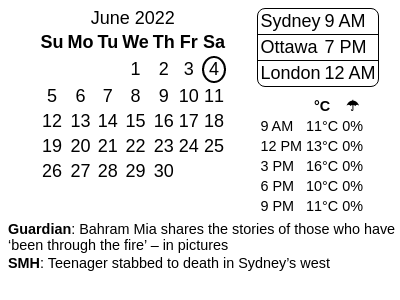 June 2022
Su Mo Tu We Th Fr Sa
1 2 3 4
5 6 7 8 9 10 11
12 13 14 15 16 17 18
19 20 21 22 23 24 25
26 27 28 29 30
Sydney 9 AM
Ottawa 7 PM
London 12 AM
°C ☂
9 AM 11°C 0%
12 PM 13°C 0%
3 PM 16°C 0%
6 PM 10°C 0%
9 PM 11°C 0%
Guardian: Bahram Mia shares the stories of those who have
‘been through the fire’ – in pictures
SMH: Teenager stabbed to death in Sydney’s west